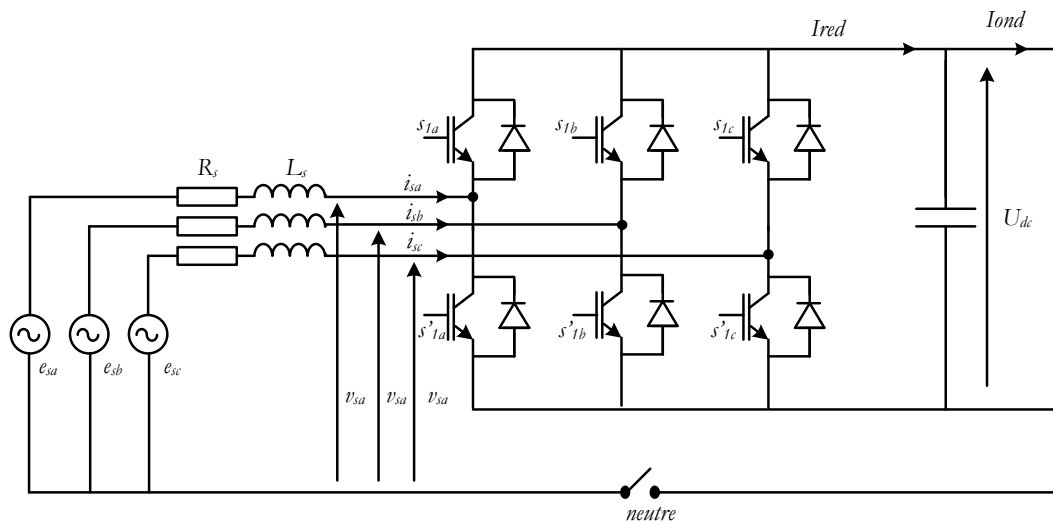 Ired
Iond
s1a
s1b
s1c
Rs
Ls
isa
isb
isc
Udc
s'1a
s'1b
s'1c
esa
esb
esc
vsa
vsa
vsa
neutre